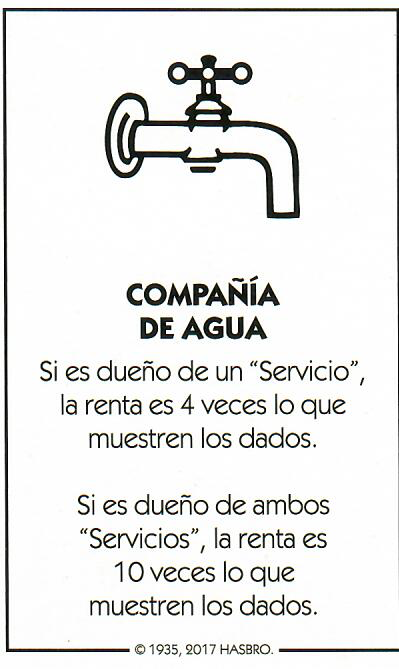 COMPAÑÍA
DE AGUA
Si es dueño de un “Servicio”,
la renta es 4 veces lo que
muestren los dados.
Si es dueño de ambos
“Servicios”, la renta es
10 veces lo que
muestren los dados.
© 1935, 2017 HASBRO.